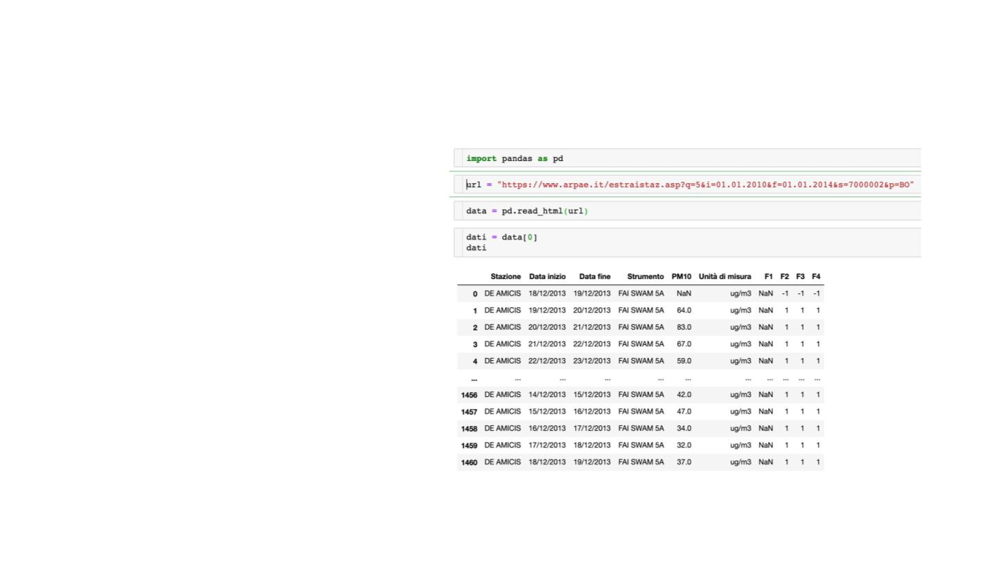 import pandas as pd
url = "https://www.arpae.it/estraistaz.asp?q=5&i=01.01.2010&f=01.01.2014&s=7000002&p=BO"
data = pd.read_html(url)
dati = data[0]
dati
Stazione Data inizio Data fine Strumento PM10 Unità di misura F1 F2 F3 F4
0 DE AMICIS 18/12/2013 19/12/2013 FAI SWAM 5A NaN ug/m3 NaN -1 -1 -1
1 DE AMICIS 19/12/2013 20/12/2013 FAI SWAM 5A 64.0 ug/m3 NaN 1 1 1
2 DE AMICIS 20/12/2013 21/12/2013 FAI SWAM 5A 83.0 ug/m3 NaN 1 1 1
3 DE AMICIS 21/12/2013 22/12/2013 FAI SWAM 5A 67.0 ug/m3 NaN 1 1 1
4 DE AMICIS 22/12/2013 23/12/2013 FAI SWAM 5A 59.0 ug/m3 NaN 1 1 1
... ... ... ... ... ... ... ... ... ... ...
1456 DE AMICIS 14/12/2013 15/12/2013 FAI SWAM 5A 42.0 ug/m3 NaN 1 1 1
1457 DE AMICIS 15/12/2013 16/12/2013 FAI SWAM 5A 47.0 ug/m3 NaN 1 1 1
1458 DE AMICIS 16/12/2013 17/12/2013 FAI SWAM 5A 34.0 ug/m3 NaN 1 1 1
1459 DE AMICIS 17/12/2013 18/12/2013 FAI SWAM 5A 32.0 ug/m3 NaN 1 1 1
1460 DE AMICIS 18/12/2013 19/12/2013 FAI SWAM 5A 37.0 ug/m3 NaN 1 1 1